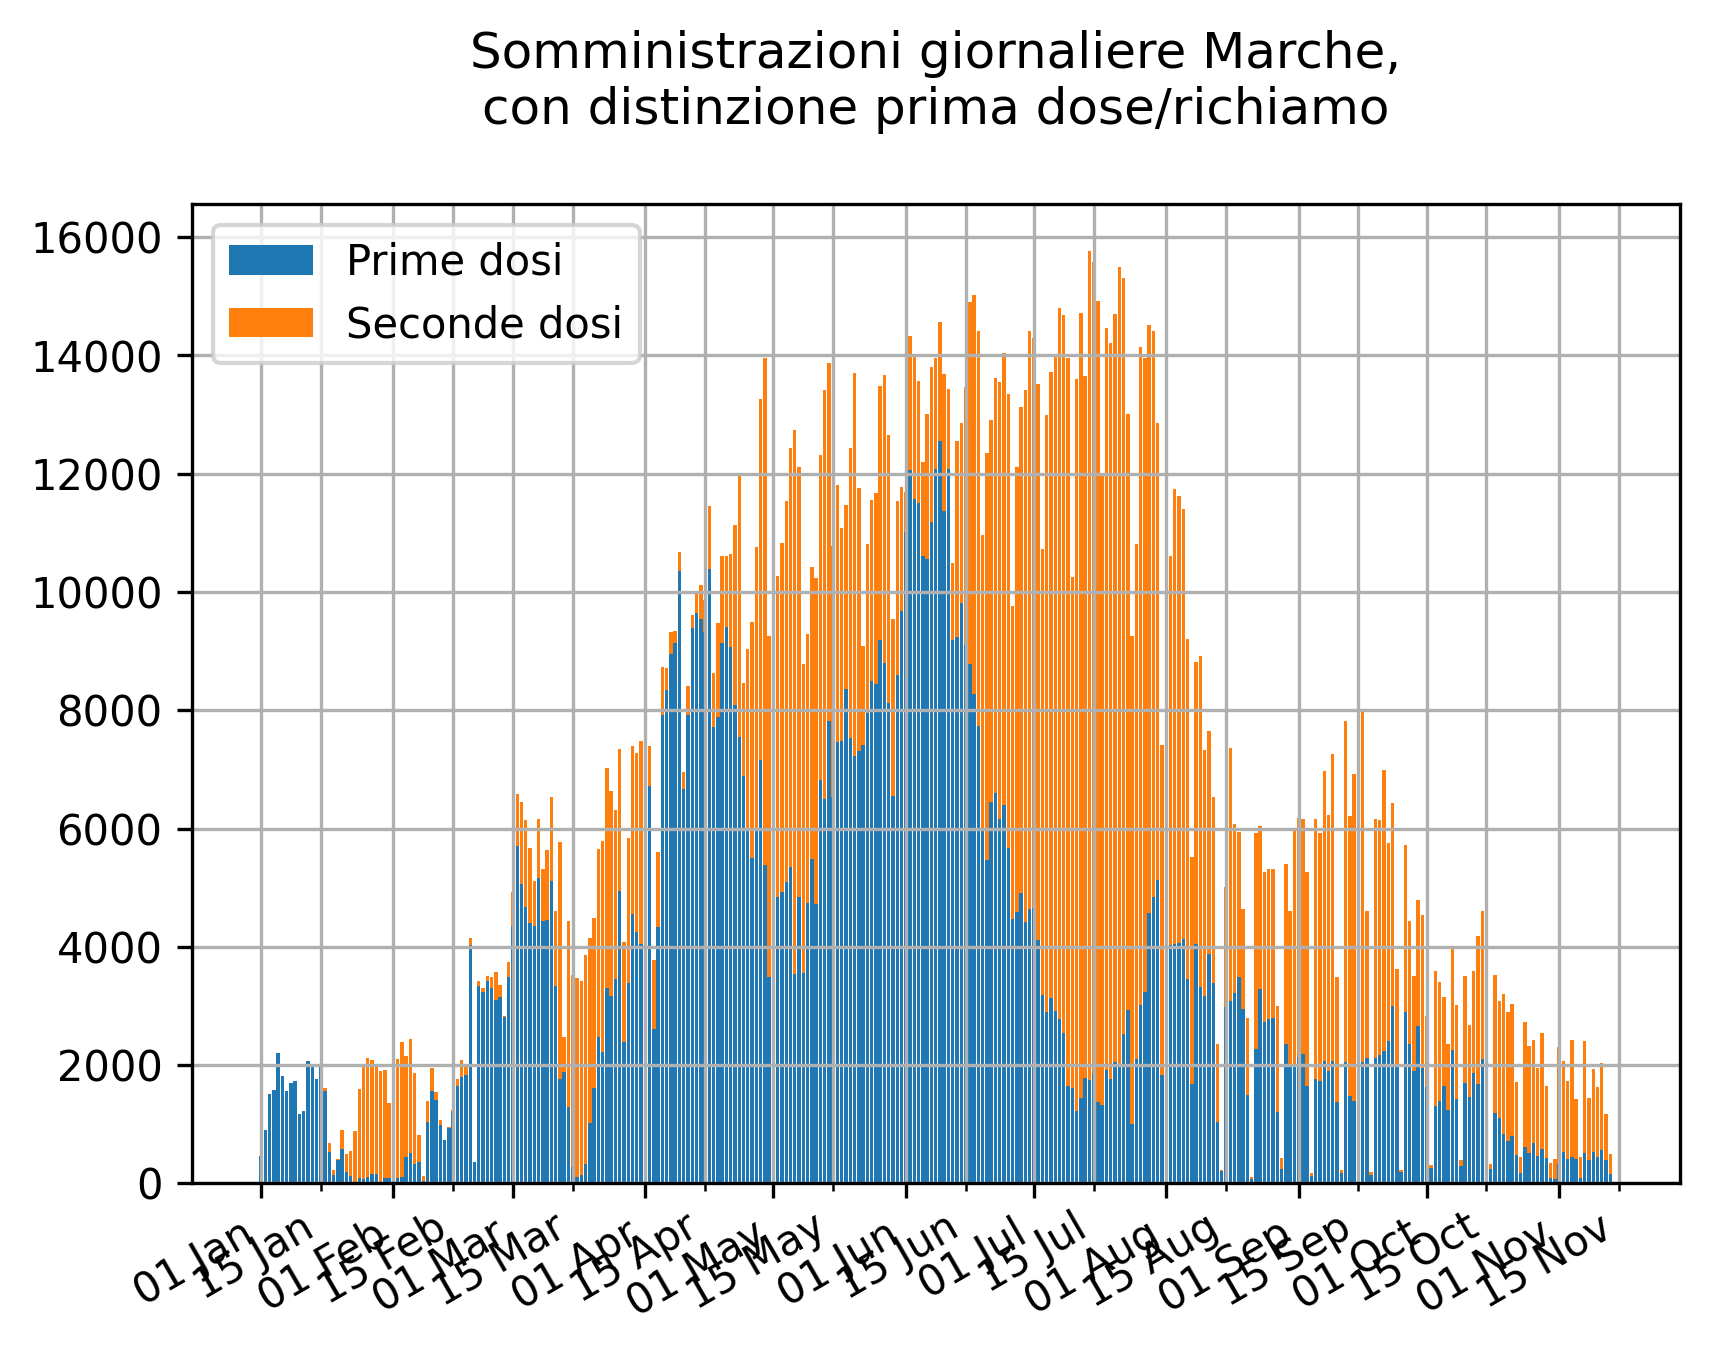 Somministrazioni giornaliere Marche,
con distinzione prima dose/richiamo
Prime dosi
Seconde dosi
16000
14000
12000
10000
8000
6000
4000
2000
0
01 Jan
15 Jan
01 Feb
15 Feb
01 Mar
15 Mar
01 Apr
15 Apr
01 May
15 May
01 Jun
15 Jun
01 Jul
15 Jul
01 Aug
15 Aug
01 Sep
15 Sep
01 Oct
15 Oct
01 Nov
15 Nov